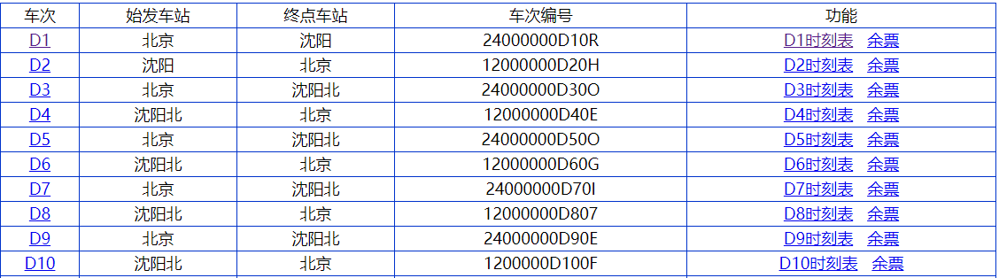 车次 始发车站 终点车站 车次编号 功能
D1 北京 沈阳 24000000D10R D1时刻表 余票
D2 沈阳 北京 12000000D20H D2时刻表 余票
D3 北京 沈阳北 24000000D30O D3时刻表 余票
D4 沈阳北 北京 12000000D40E D4时刻表 余票
D5 北京 沈阳北 24000000D50O D5时刻表 余票
D6 沈阳北 北京 12000000D60G D6时刻表 余票
D7 北京 沈阳北 24000000D70I D7时刻表 余票
D8 沈阳北 北京 12000000D807 D8时刻表 余票
D9 北京 沈阳北 24000000D90E D9时刻表 余票
D10 沈阳北 北京 1200000D100F D10时刻表 余票